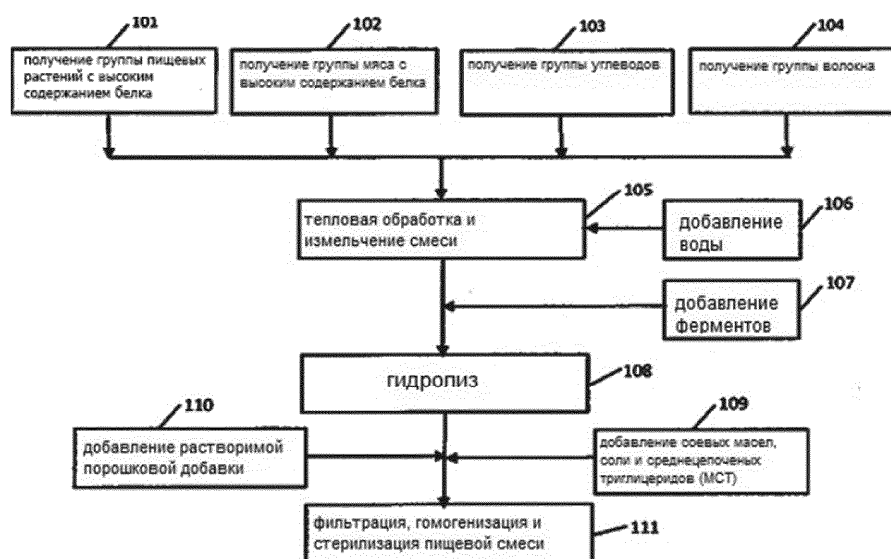 101
получение группы пищевых
растений с высоким
содержанием белка
102
получение группы мяса с
высоким содержанием белка
103
получение группы углеводов
104
получение группы волокна
105
тепловая обработка и
измельчение смеси
106
добавление
воды
107
добавление
ферментов
гидропиз
108
110
добавление растворимой
порошковой добавки
109
добавление соевых масел,
соли и среднецепоченых
триглицеридов (МСТ)
фильтрация, гомогенизация и
стерилизация пищевой смеси
111